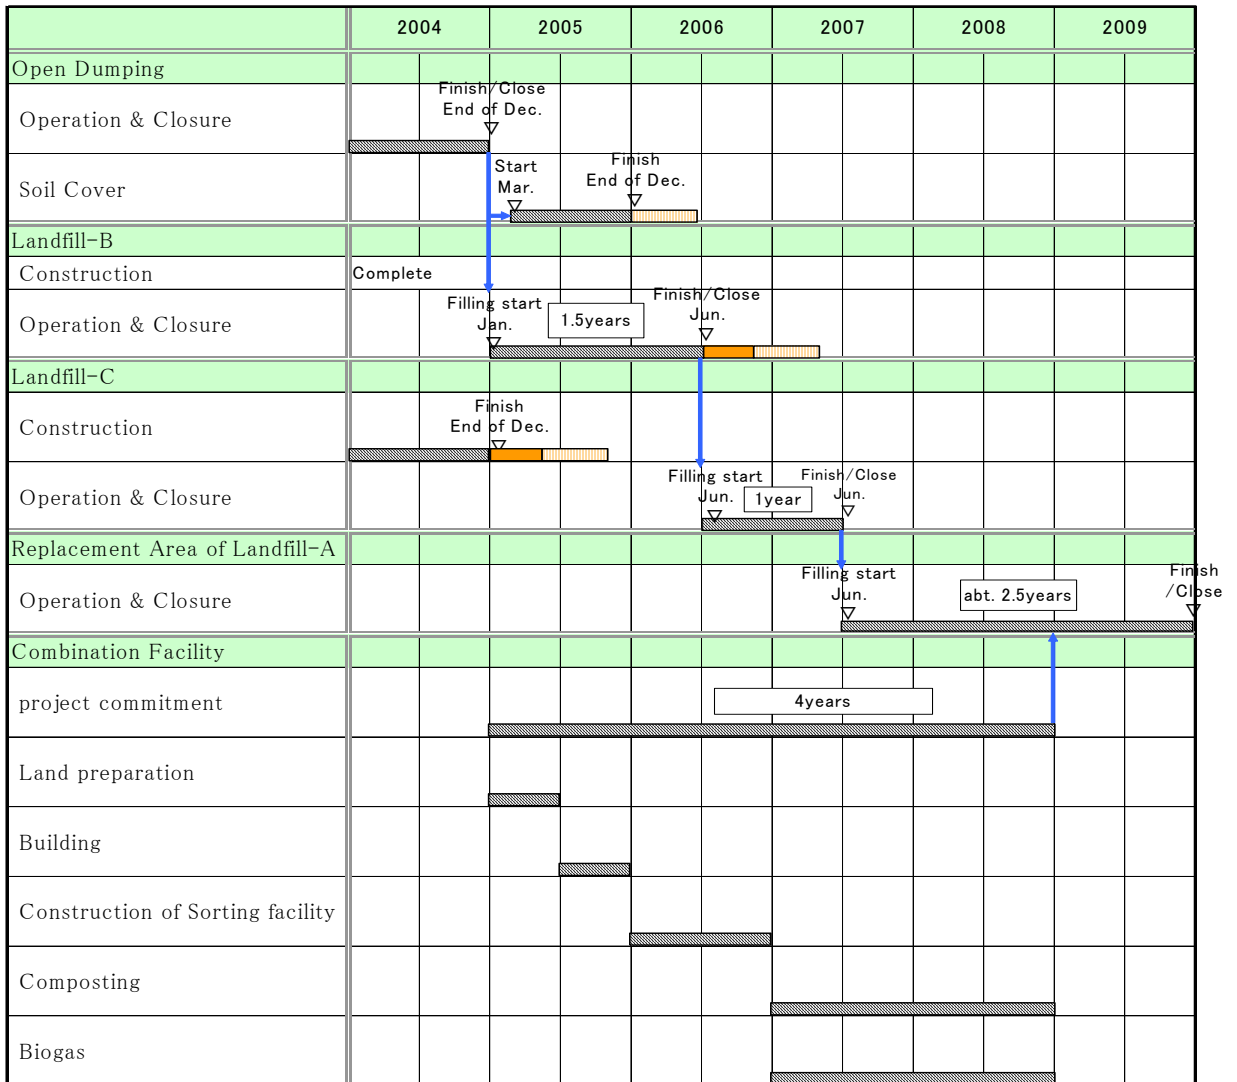 2004 2005 2006 2007 2008 2009
Open Dumping
Finish/Close
End of Dec.
Operation & Closure
Start
Mar.
Finish
End of Dec.
Soil Cover
Landfill-B
Construction
Complete
Filling start
Jan.
1.5years
Finish/Close
Jun.
Operation & Closure
Landfill-C
Finish
End of Dec.
Construction
Filling start
Jun.
1year
Finish/Close
Jun.
Operation & Closure
Replacement Area of Landfill-A
Filling start
Jun.
abt. 2.5years
Finish
/Close
Operation & Closure
Combination Facility
project commitment
4years
Land preparation
Building
Construction of Sorting facility
Composting
Biogas